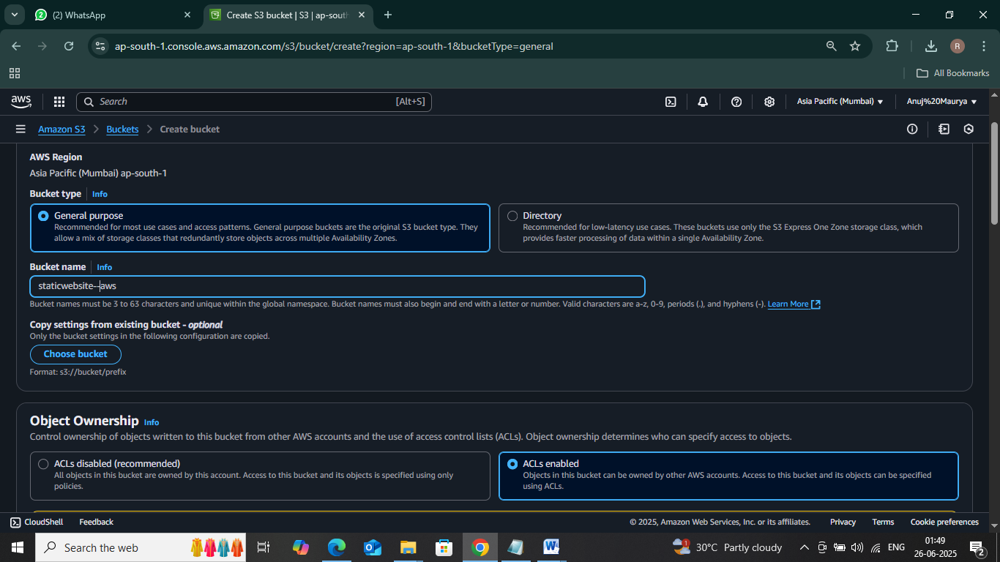 2 (2) WhatsApp
Create S3 bucket | S3 | ap-sout
ap-south-1.console.aws.amazon.com/s3/bucket/create?region=ap-south-1&bucketType=general
R
All Bookmarks
aws
Search [Alt+S]
Asia Pacific (Mumbai)
Anuj%20Maurya
Amazon S3 > Buckets > Create bucket
AWS Region
Asia Pacific (Mumbai) ap-south-1
Bucket type Info
General purpose
Recommended for most use cases and access patterns. General purpose buckets are the original S3 bucket type. They
allow a mix of storage classes that redundantly store objects across multiple Availability Zones.
Directory
Recommended for low-latency use cases. These buckets use only the S3 Express One Zone storage class, which
provides faster processing of data within a single Availability Zone.
Bucket name Info
staticwebsite--aws
Bucket names must be 3 to 63 characters and unique within the global namespace. Bucket names must also begin and end with a letter or number. Valid characters are a-z, 0-9, periods (.), and hyphens (-). Learn More
Copy settings from existing bucket - optional
Only the bucket settings in the following configuration are copied.
Choose bucket
Format: s3://bucket/prefix
Object Ownership Info
Control ownership of objects written to this bucket from other AWS accounts and the use of access control lists (ACLs). Object ownership determines who can specify access to objects.
ACLs disabled (recommended)
All objects in this bucket are owned by this account. Access to this bucket and its objects is specified using only
policies.
ACLs enabled
Objects in this bucket can be owned by other AWS accounts. Access to this bucket and its objects can be specified
using ACLs.
CloudShell Feedback
© 2025, Amazon Web Services, Inc. or its affiliates. Privacy Terms Cookie preferences
Search the web
1
30°C Partly cloudy
ENG
01:49
26-06-2025
2